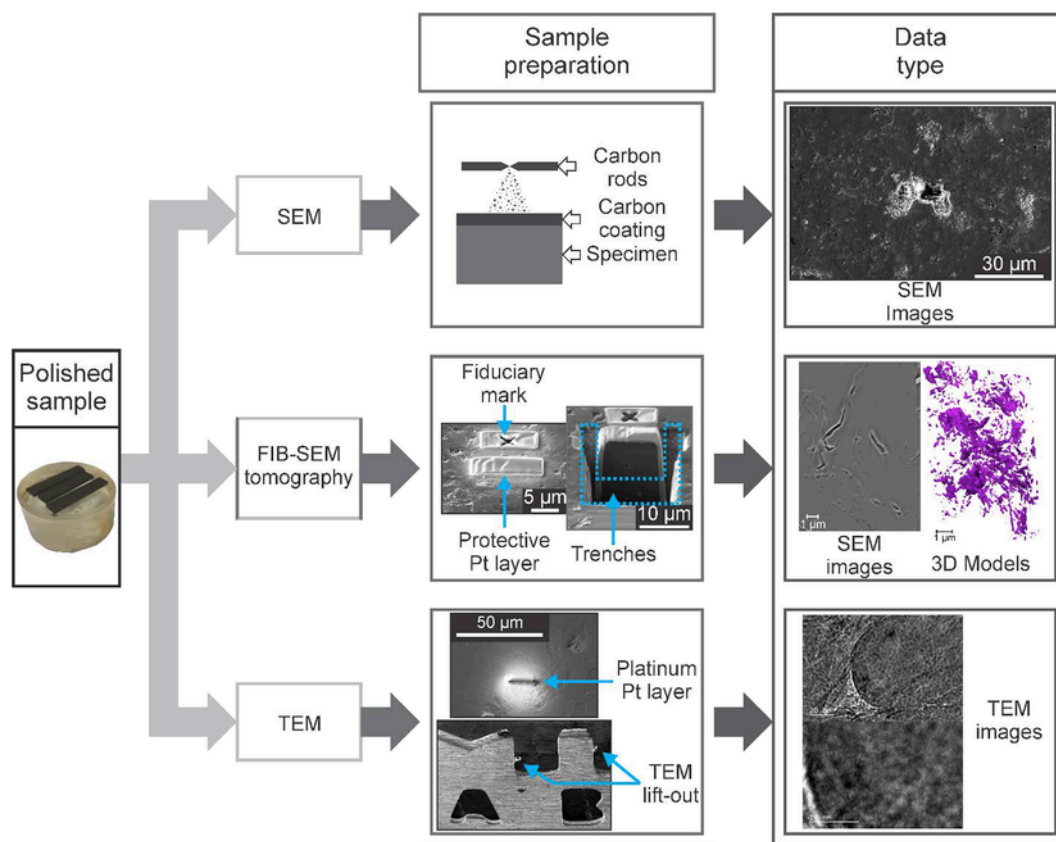 Sample
preparation
Data
type
Carbon
rods
Carbon
coating
Specimen
SEM
30 µm
SEM
Images
Polished
sample
FIB-SEM
tomography
Fiduciary
mark
5 µm
10 µm
Protective
Pt layer
Trenches
1 µm
SEM
images
1 µm
3D Models
TEM
50 µm
Platinum
Pt layer
TEM
lift-out
A B
TEM
images